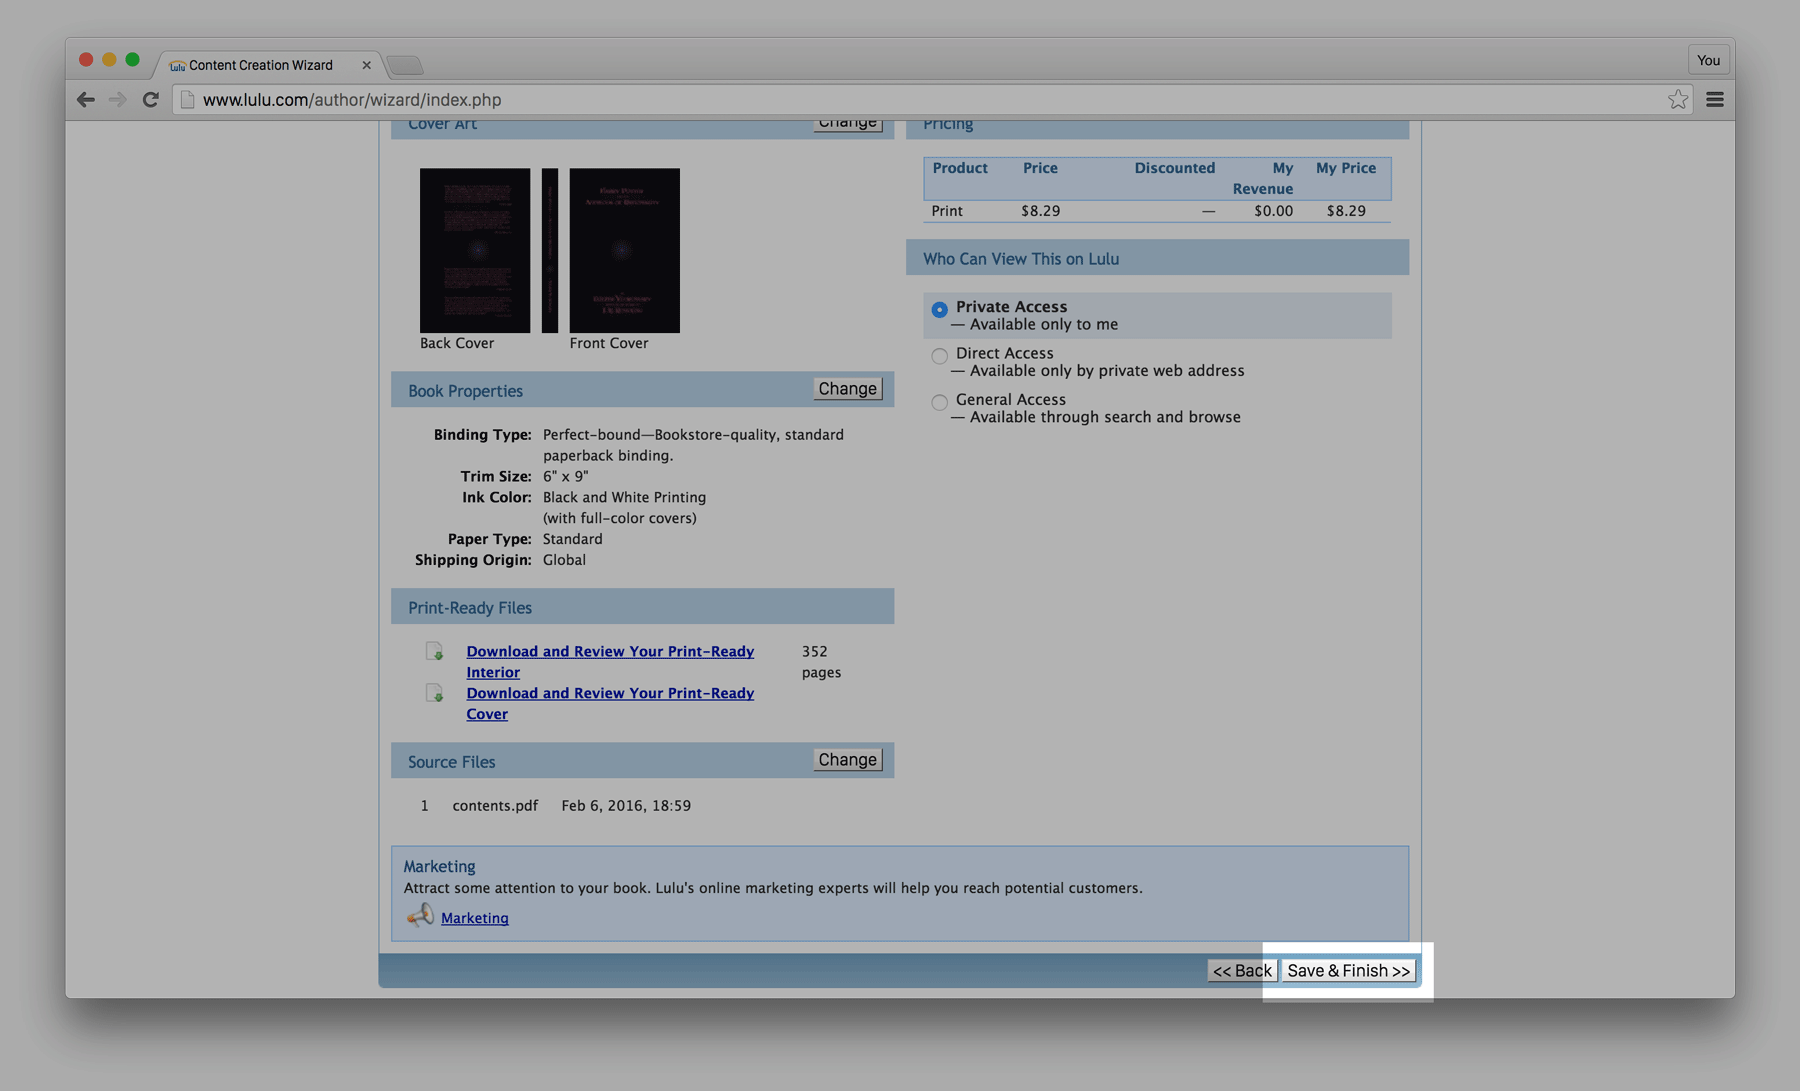 Content Creation Wizard
You
www.lulu.com/author/wizard/index.php
Cover Art
Change
Back Cover
Front Cover
Book Properties
Change
Binding Type: Perfect-bound—Bookstore-quality, standard
paperback binding.
Trim Size: 6" x 9"
Ink Color: Black and White Printing
(with full-color covers)
Paper Type: Standard
Shipping Origin: Global
Print-Ready Files
Download and Review Your Print-Ready 352
Interior pages
Download and Review Your Print-Ready
Cover
Source Files
Change
1 contents.pdf Feb 6, 2016, 18:59
Pricing
Product Price Discounted My My Price
Revenue
Print $8.29 — $0.00 $8.29
Who Can View This on Lulu
Private Access
— Available only to me
Direct Access
— Available only by private web address
General Access
— Available through search and browse
Marketing
Attract some attention to your book. Lulu's online marketing experts will help you reach potential customers.
Marketing
<< Back Save & Finish >>